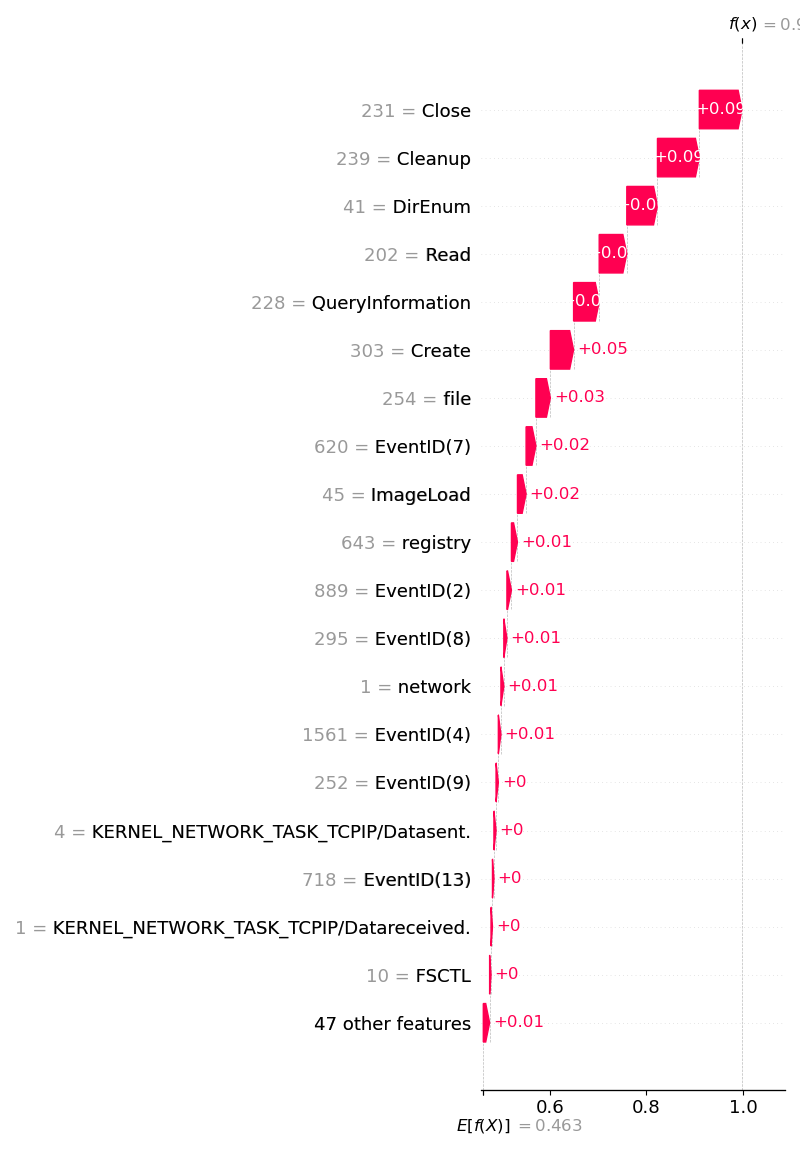 f(x) = 0.9
231 = Close +0.09
239 = Cleanup +0.09
41 = DirEnum +0.0
202 = Read +0.0
228 = QueryInformation +0.0
303 = Create +0.05
254 = file +0.03
620 = EventID(7) +0.02
45 = ImageLoad +0.02
643 = registry +0.01
889 = EventID(2) +0.01
295 = EventID(8) +0.01
1 = network +0.01
1561 = EventID(4) +0.01
252 = EventID(9) +0
4 = KERNEL_NETWORK_TASK_TCPIP/Datasent. +0
718 = EventID(13) +0
1 = KERNEL_NETWORK_TASK_TCPIP/Datareceived. +0
10 = FSCTL +0
47 other features +0.01
0.6 0.8 1.0
E[f(X)] = 0.463